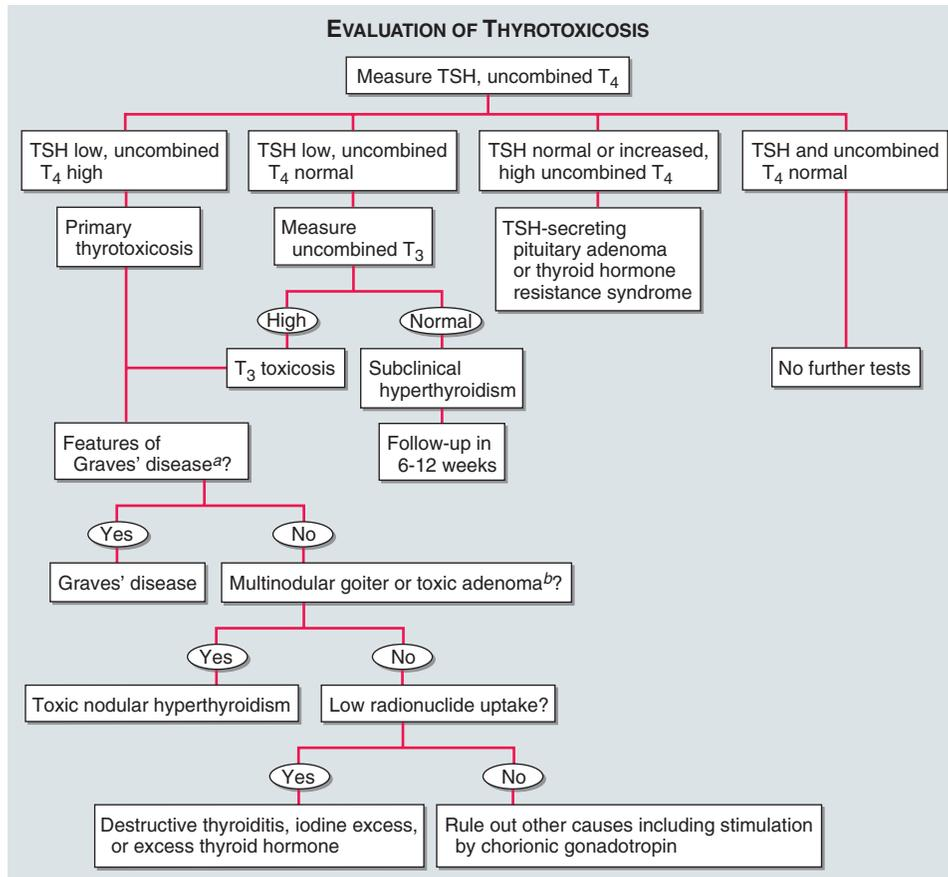 EVALUATION OF THYROTOXICOSIS
Measure TSH, uncombined T4
TSH low, uncombined
T4 high
TSH low, uncombined
T4 normal
TSH normal or increased,
high uncombined T4
TSH and uncombined
T4 normal
Primary
thyrotoxicosis
Measure
uncombined T3
TSH-secreting
pituitary adenoma
or thyroid hormone
resistance syndrome
High
Normal
T3 toxicosis
Subclinical
hyperthyroidism
No further tests
Features of
Graves’ diseasea?
Follow-up in
6-12 weeks
Yes
No
Graves’ disease
Multinodular goiter or toxic adenomab?
Yes
No
Toxic nodular hyperthyroidism
Low radionuclide uptake?
Yes
No
Destructive thyroiditis, iodine excess,
or excess thyroid hormone
Rule out other causes including stimulation
by chorionic gonadotropin